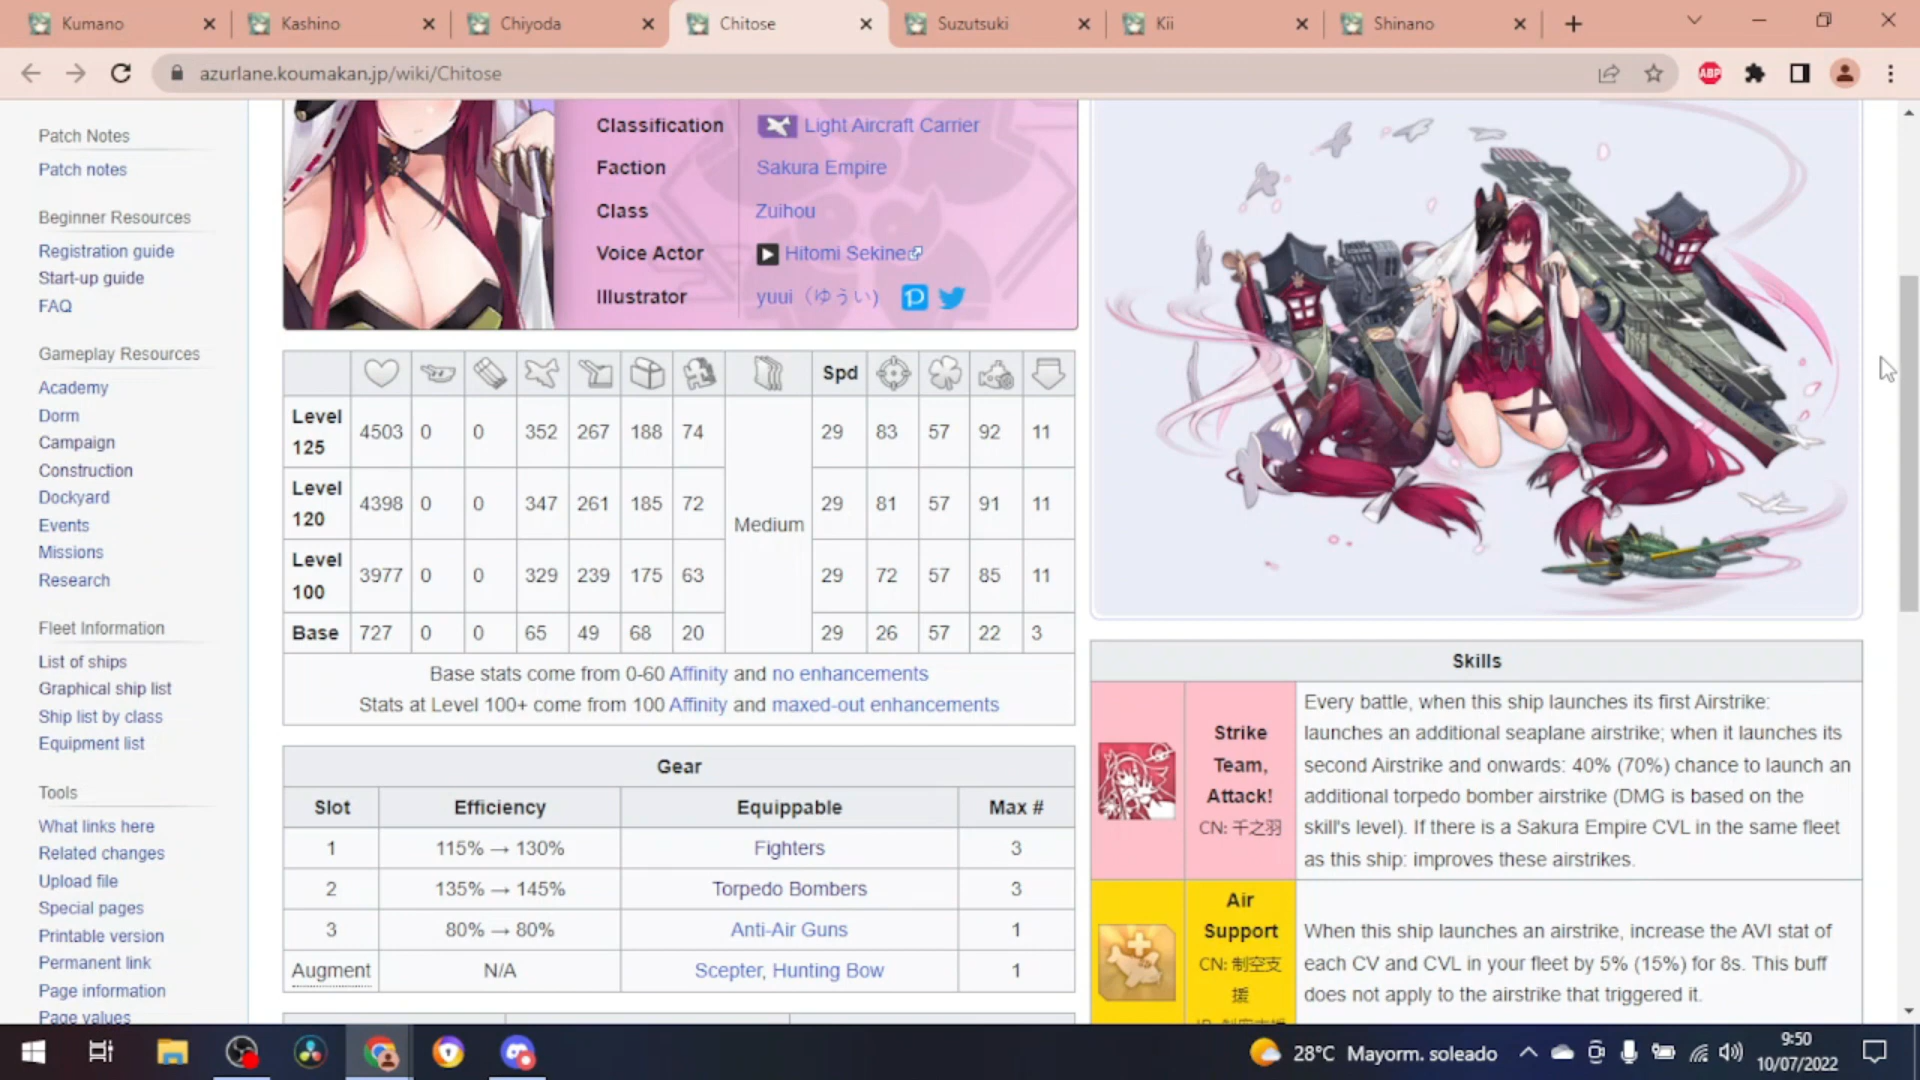 Kumano
Kashino
Chiyoda
Chitose
Suzutsuki
Kii
Shinano
azurlane.koumakan.jp/wiki/Chitose
ABP
Patch Notes
Patch notes
Beginner Resources
Registration guide
Start-up guide
FAQ
Gameplay Resources
Academy
Dorm
Campaign
Construction
Dockyard
Events
Missions
Research
Fleet Information
List of ships
Graphical ship list
Ship list by class
Equipment list
Tools
What links here
Related changes
Upload file
Special pages
Printable version
Permanent link
Page information
Page values
Classification Light Aircraft Carrier
Faction Sakura Empire
Class Zuihou
Voice Actor Hitomi Sekine
Illustrator yuui（ゆうい）
Spd
Level 125 4503 0 0 352 267 188 74 Medium 29 83 57 92 11
Level 120 4398 0 0 347 261 185 72 29 81 57 91 11
Level 100 3977 0 0 329 239 175 63 29 72 57 85 11
Base 727 0 0 65 49 68 20 29 26 57 22 3
Base stats come from 0-60 Affinity and no enhancements
Stats at Level 100+ come from 100 Affinity and maxed-out enhancements
Gear
Slot Efficiency Equippable Max #
1 115% → 130% Fighters 3
2 135% → 145% Torpedo Bombers 3
3 80% → 80% Anti-Air Guns 1
Augment N/A Scepter, Hunting Bow 1
Skills
Strike
Team,
Attack!
CN: 千之羽
Every battle, when this ship launches its first Airstrike:
launches an additional seaplane airstrike; when it launches its
second Airstrike and onwards: 40% (70%) chance to launch an
additional torpedo bomber airstrike (DMG is based on the
skill's level). If there is a Sakura Empire CVL in the same fleet
as this ship: improves these airstrikes.
Air
Support
CN: 制空支
援
When this ship launches an airstrike, increase the AVI stat of
each CV and CVL in your fleet by 5% (15%) for 8s. This buff
does not apply to the airstrike that triggered it.
28°C Mayorm. soleado
9:50
10/07/2022